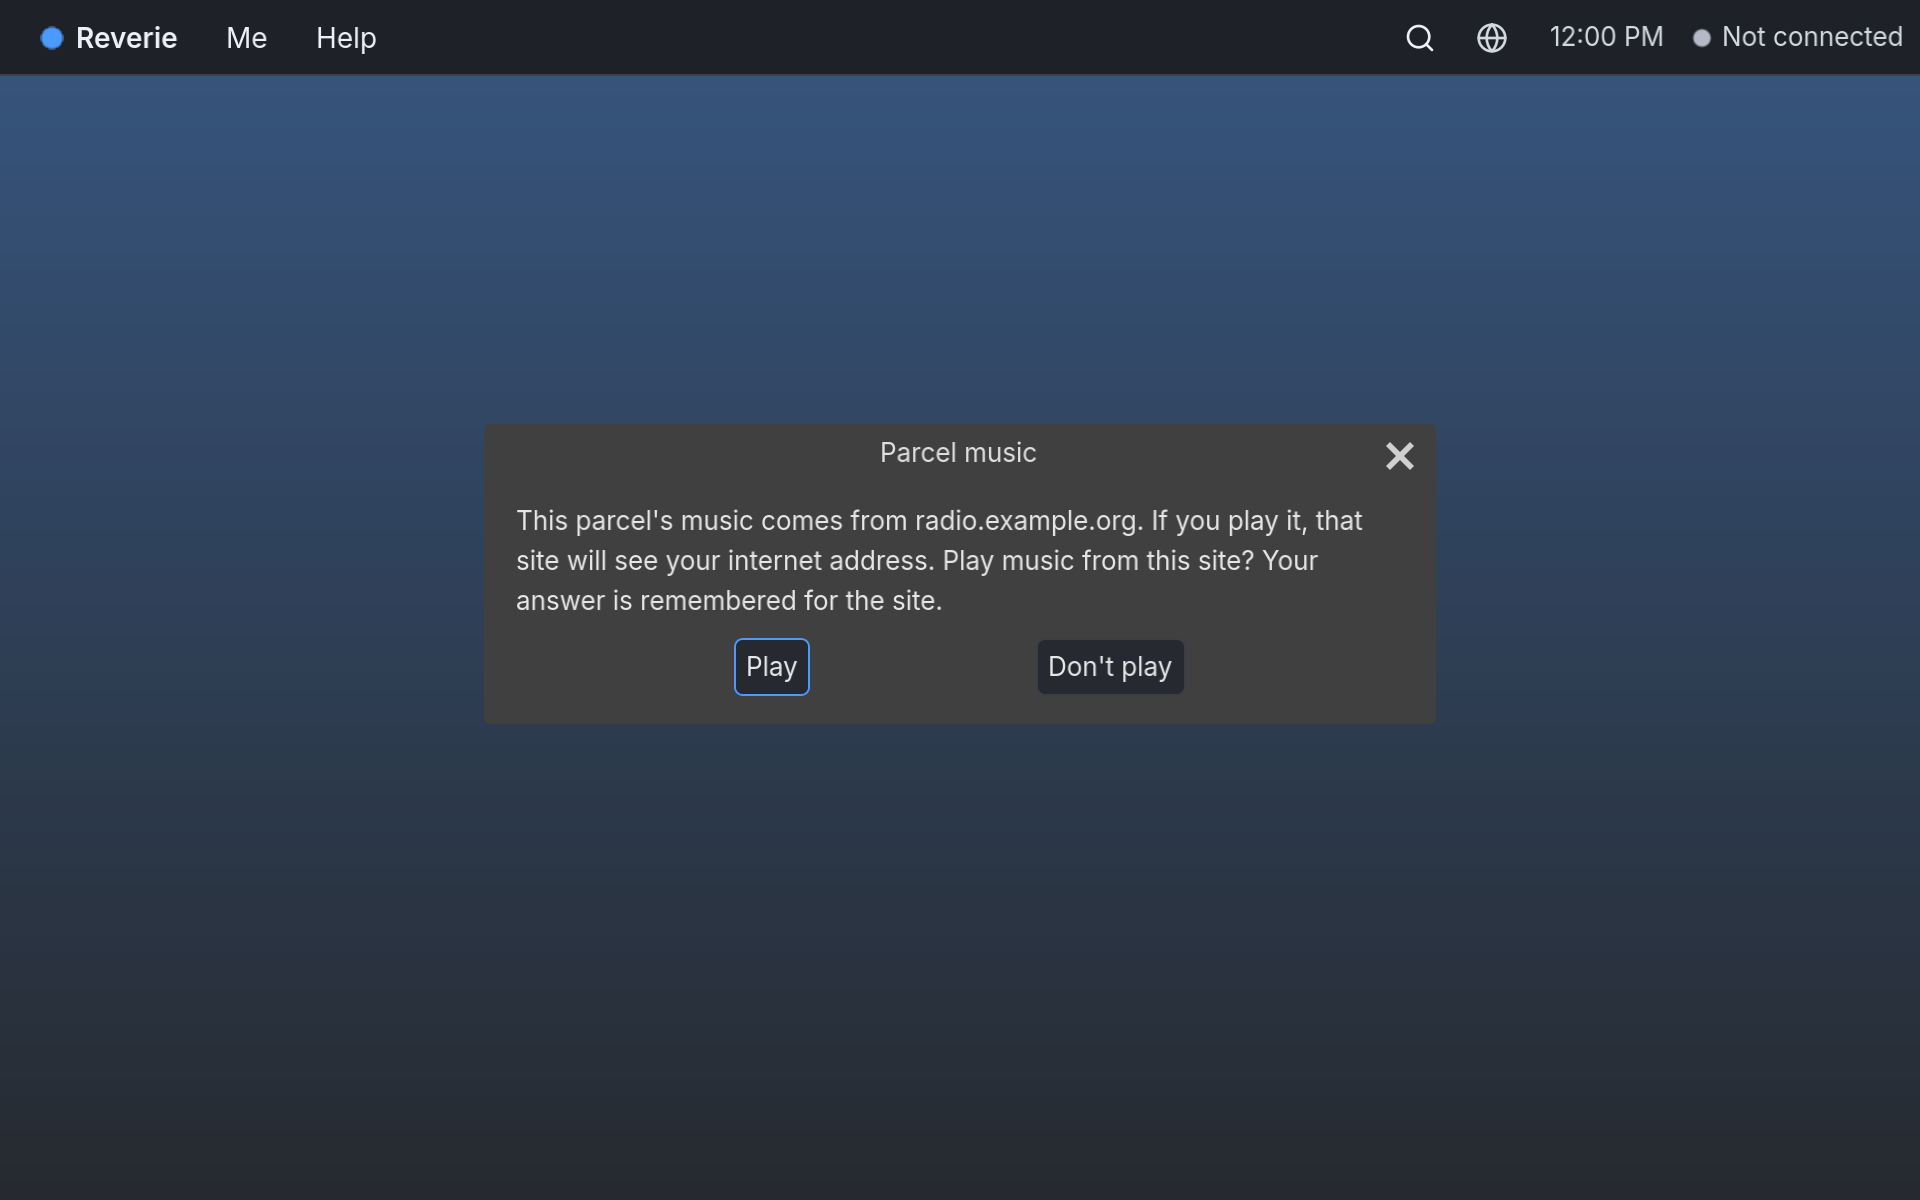 Reverie Me Help 12:00 PM Not connected
Parcel music
This parcel's music comes from radio.example.org. If you play it, that
site will see your internet address. Play music from this site? Your
answer is remembered for the site.
Play Don't play